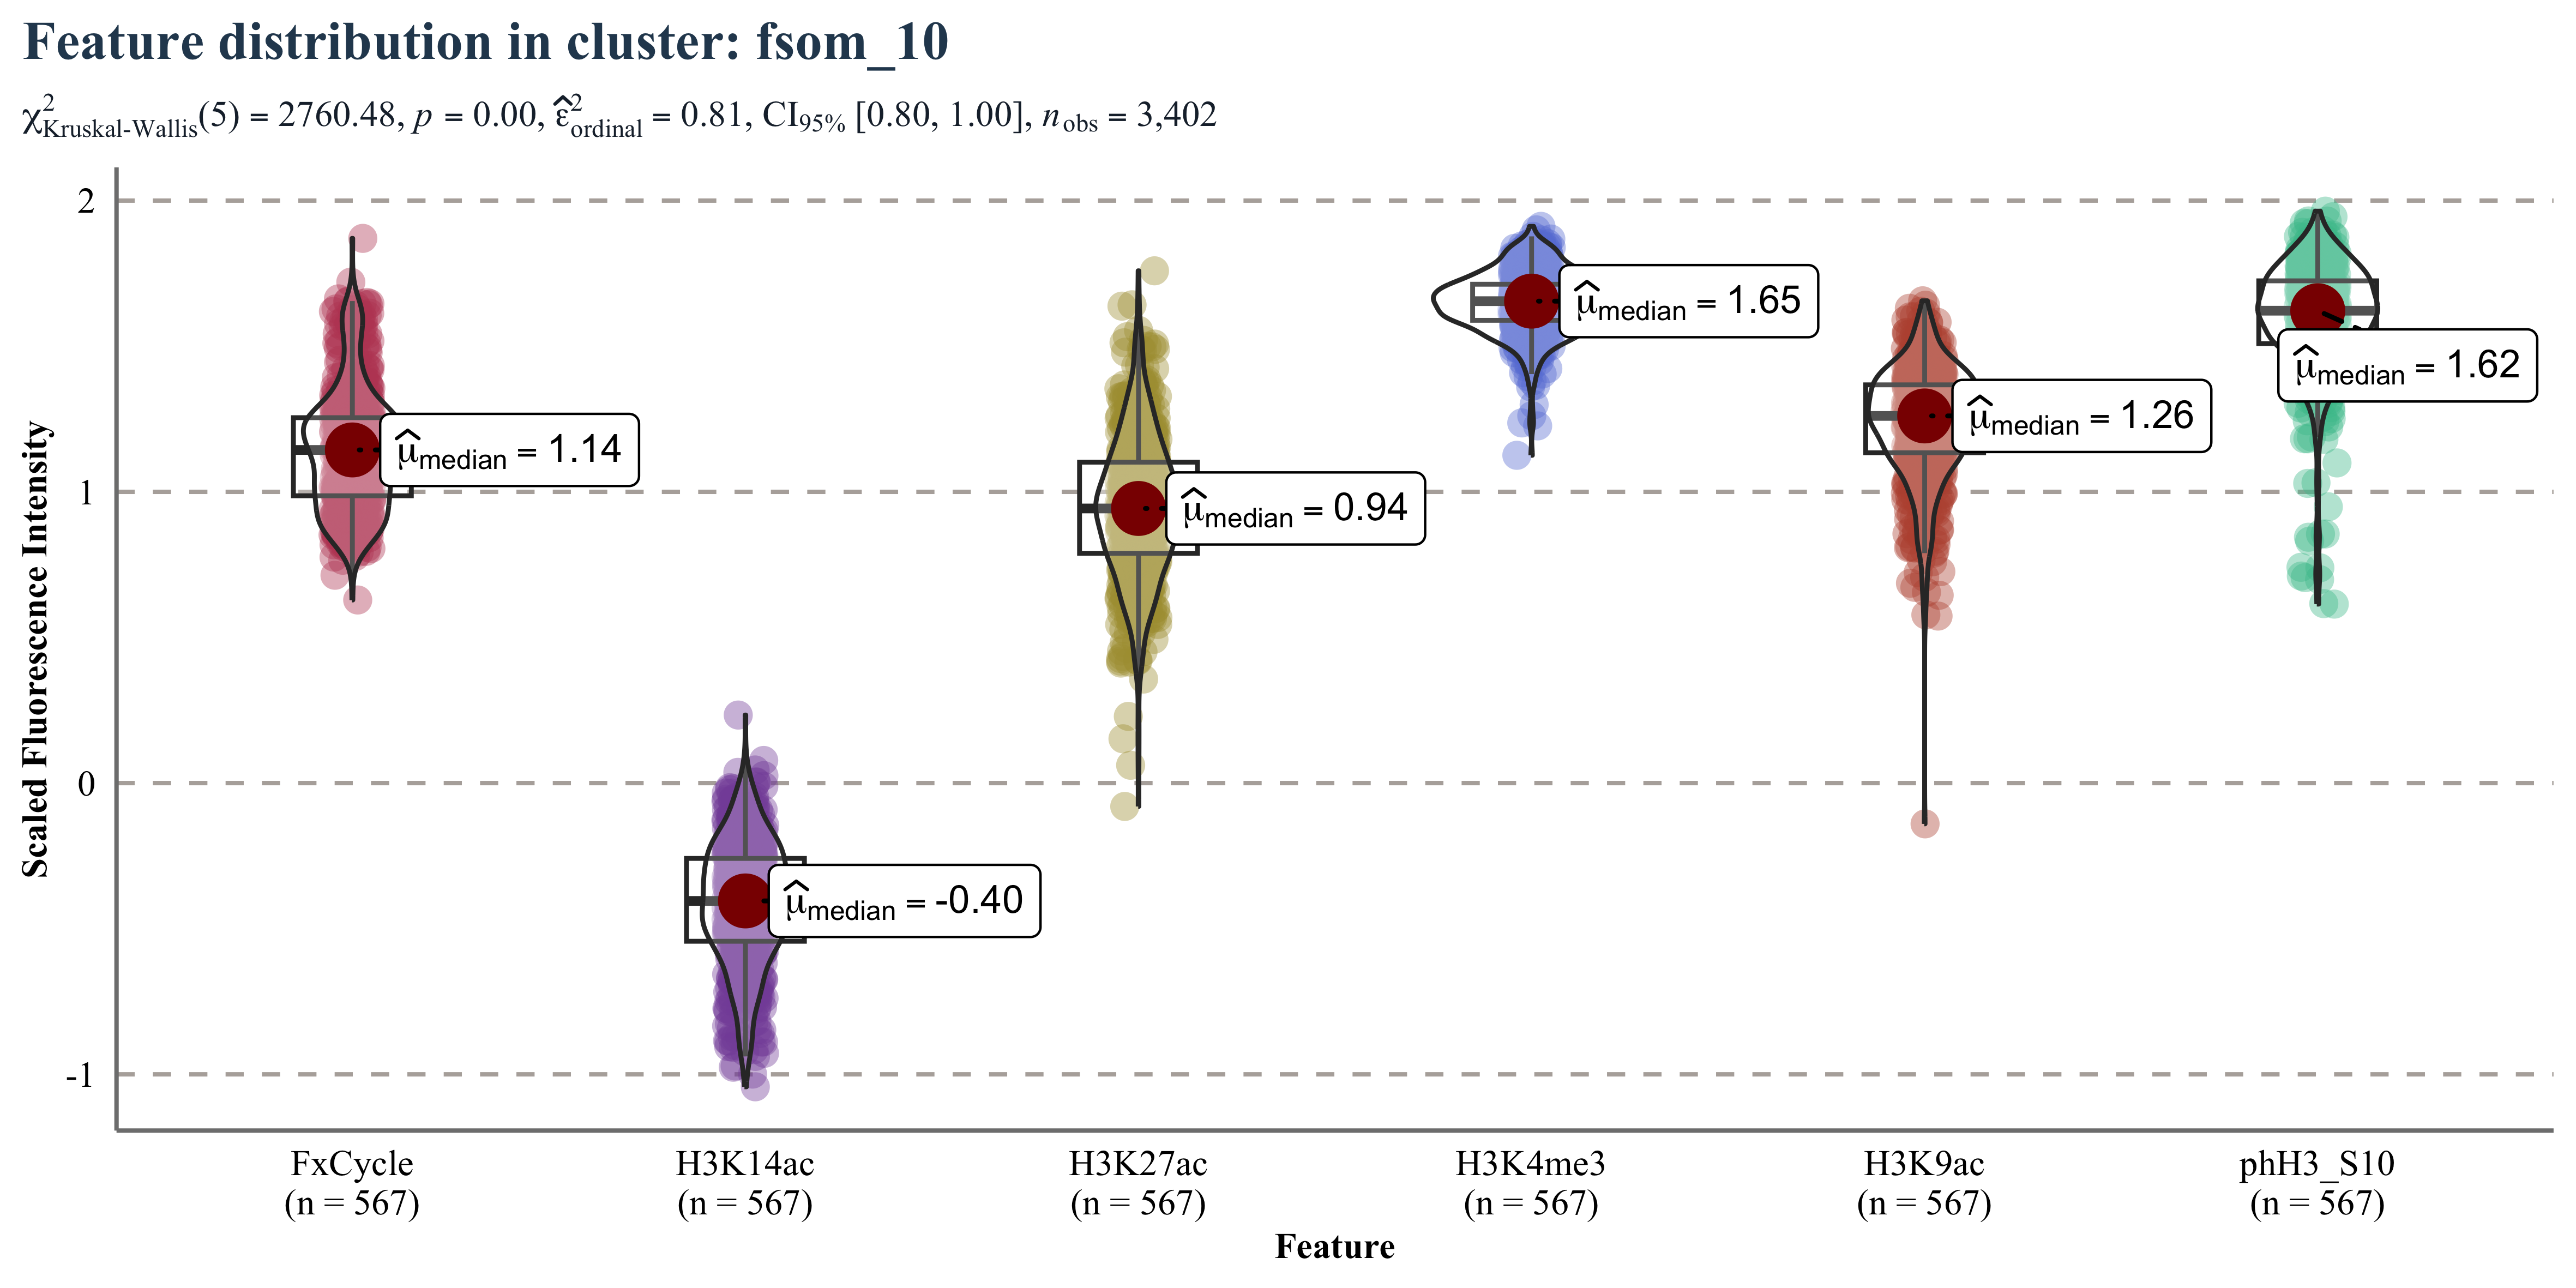 Feature distribution in cluster: fsom_10
χ²Kruskal-Wallis(5) = 2760.48, p = 0.00, ε̂²ordinal = 0.81, CI95% [0.80, 1.00], nobs = 3,402
Scaled Fluorescence Intensity
2
1
0
-1
μ̂median = 1.14
μ̂median = -0.40
μ̂median = 0.94
μ̂median = 1.65
μ̂median = 1.26
μ̂median = 1.62
FxCycle
(n = 567)
H3K14ac
(n = 567)
H3K27ac
(n = 567)
H3K4me3
(n = 567)
H3K9ac
(n = 567)
phH3_S10
(n = 567)
Feature